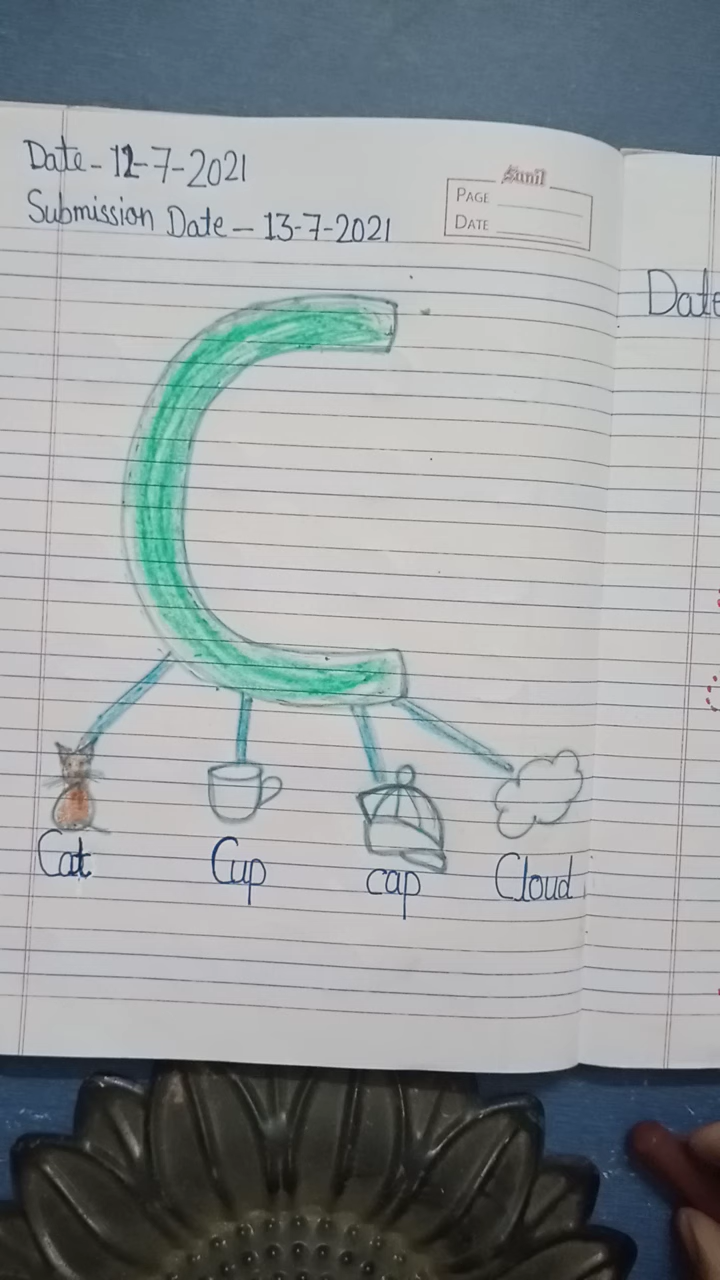 Date - 12-7-2021
Submission Date - 13-7-2021
Sunil
PAGE
DATE
Cat Cup cap Cloud
Date